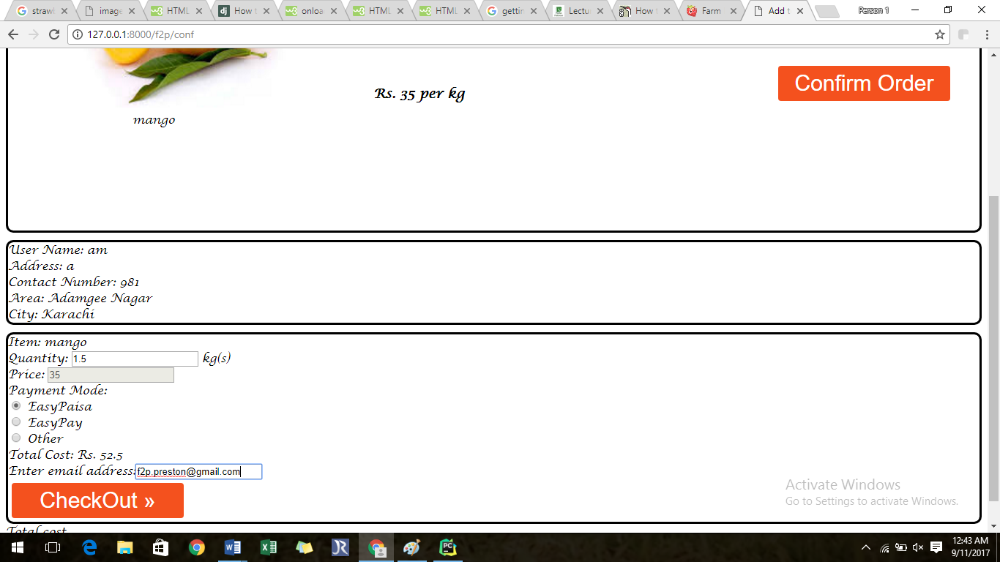 strawl
image
HTML
How t
onloa
HTML
HTML
gettin
Lectu
How
Farm
Add t
Person 1
127.0.0.1:8000/f2p/conf
Confirm Order
Rs. 35 per kg
mango
User Name: am
Address: a
Contact Number: 981
Area: Adamgee Nagar
City: Karachi
Item: mango
Quantity: 1.5 kg(s)
Price: 35
Payment Mode:
EasyPaisa
EasyPay
Other
Total Cost: Rs. 52.5
Enter email address: f2p.preston@gmail.com
CheckOut »
Activate Windows
Go to Settings to activate Windows.
Total cost
12:43 AM
9/11/2017